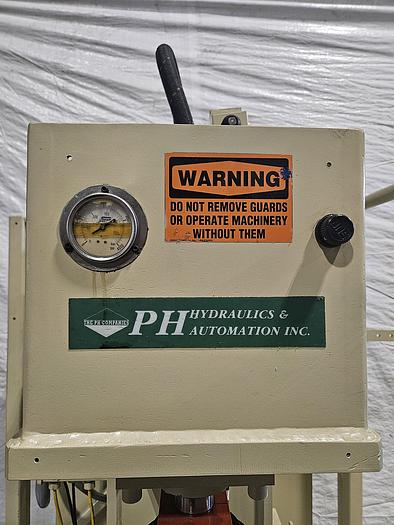 WARNING
DO NOT REMOVE GUARDS
OR OPERATE MACHINERY
WITHOUT THEM
THE PH COMPANIES
PH HYDRAULICS &
AUTOMATION INC.